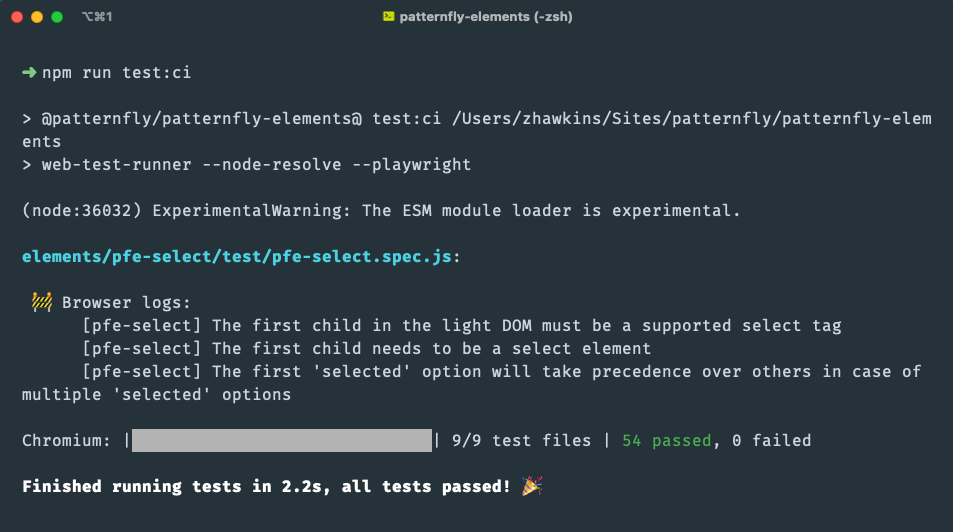 ⌥⌘1 patternfly-elements (-zsh)
➜ npm run test:ci
> @patternfly/patternfly-elements@ test:ci /Users/zhawkins/Sites/patternfly/patternfly-elem
ents
> web-test-runner --node-resolve --playwright
(node:36032) ExperimentalWarning: The ESM module loader is experimental.
elements/pfe-select/test/pfe-select.spec.js:
🚧 Browser logs:
[pfe-select] The first child in the light DOM must be a supported select tag
[pfe-select] The first child needs to be a select element
[pfe-select] The first 'selected' option will take precedence over others in case of
multiple 'selected' options
Chromium: | | 9/9 test files | 54 passed, 0 failed
Finished running tests in 2.2s, all tests passed! 🎉